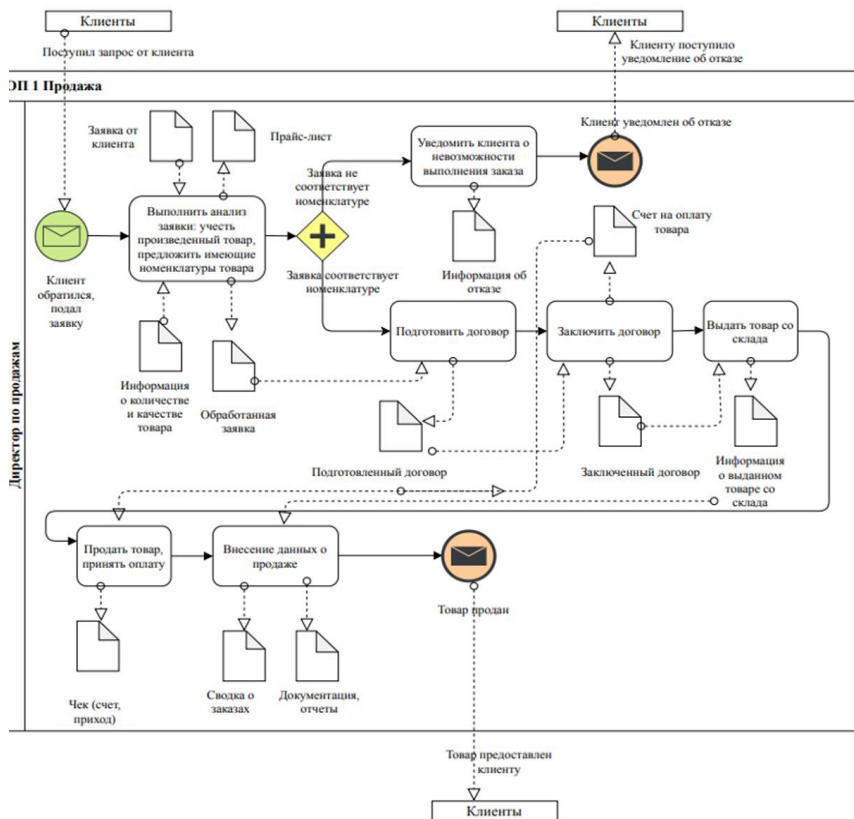 Клиенты
Клиенты
Поступил запрос от клиента
Клиенту поступило
уведомление об отказе
ОП 1 Продажа
Директор по продажам
Заявка от
клиента
Прайс-лист
Заявка не
соответствует
номенклатуре
Уведомить клиента о
невозможности
выполнения заказа
Клиент уведомлен об отказе
Выполнить анализ
заявки: учесть
произведенный товар,
предложить имеющие
номенклатуры товара
Счет на оплату
товара
Клиент
обратился,
подал
заявку
Заявка соответствует
номенклатуре
Информация об
отказе
Подготовить договор
Заключить договор
Выдать товар со
склада
Информация
о количестве
и качестве
товара
Обработанная
заявка
Подготовленный договор
Заключенный договор
Информация
о выданном
товаре со
склада
Продать товар,
принять оплату
Внесение данных о
продаже
Товар продан
Чек (счет,
приход)
Сводка о
заказах
Документация,
отчеты
Товар предоставлен
клиенту
Клиенты